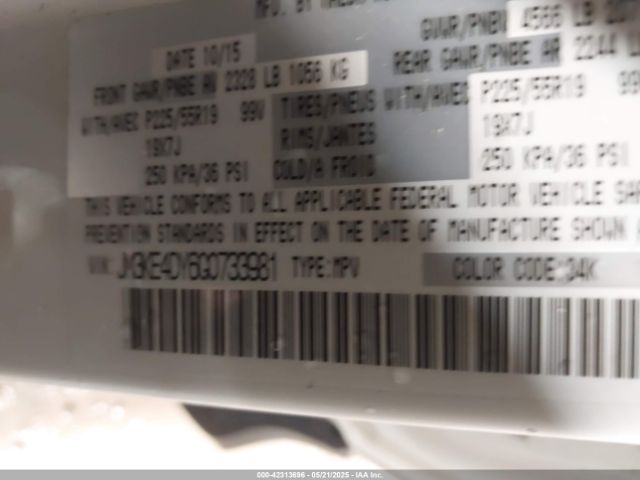 MFD. BY
DATE 10/15 GVWR/PNBV 4566 LB
FRONT GAWR/PNBE AV 2328 LB 1056 KG REAR GAWR/PNBE AR 2244
WITH/AVEC P225/55R19 99V TIRES/PNEUS WITH/AVEC P225/55R19 99
19X7J RIMS/JANTES 19X7J
250 KPA/36 PSI COLD/A FROID 250 KPA/36 PSI
THIS VEHICLE CONFORMS TO ALL APPLICABLE FEDERAL MOTOR VEHICLE
PREVENTION STANDARDS IN EFFECT ON THE DATE OF MANUFACTURE SHOWN
VIN: TYPE:MPV COLOR CODE:34K
000-42313696 - 05/21/2025 - IAA Inc.